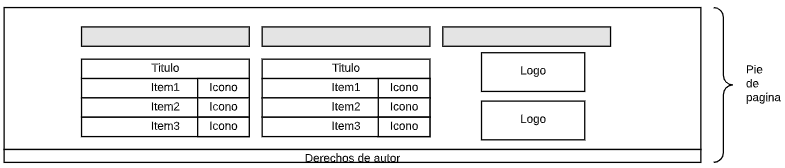 Titulo
Item1 Icono
Item2 Icono
Item3 Icono
Titulo
Item1 Icono
Item2 Icono
Item3 Icono
Logo
Logo
Derechos de autor
Pie
de
pagina